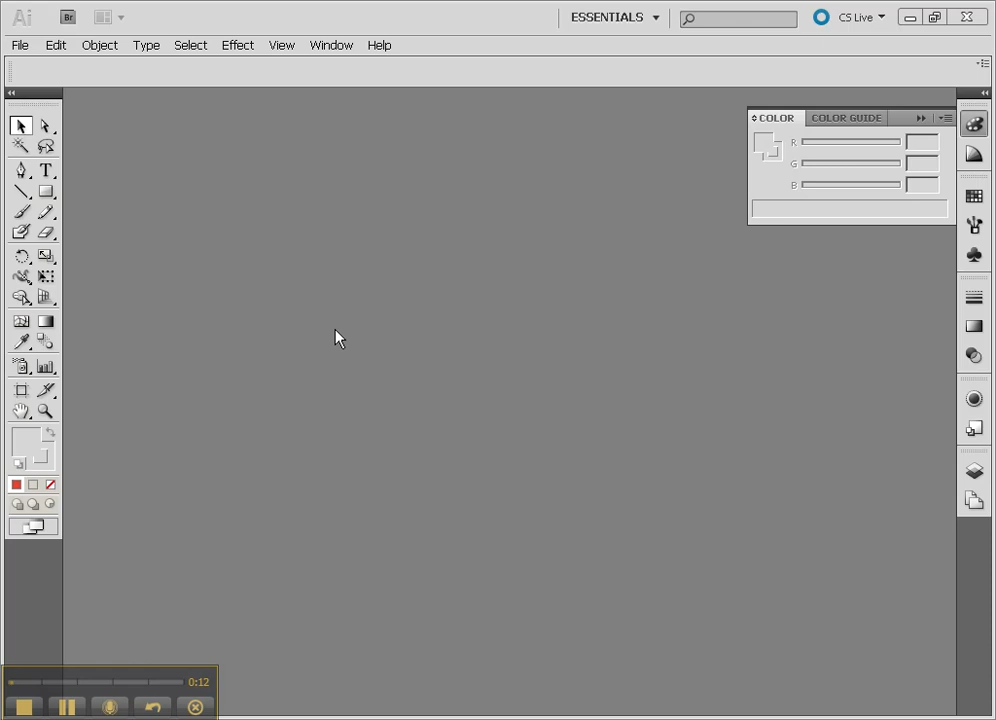 Ai Br ESSENTIALS CS Live
File Edit Object Type Select Effect View Window Help
COLOR COLOR GUIDE
T
R
G
B
0:12